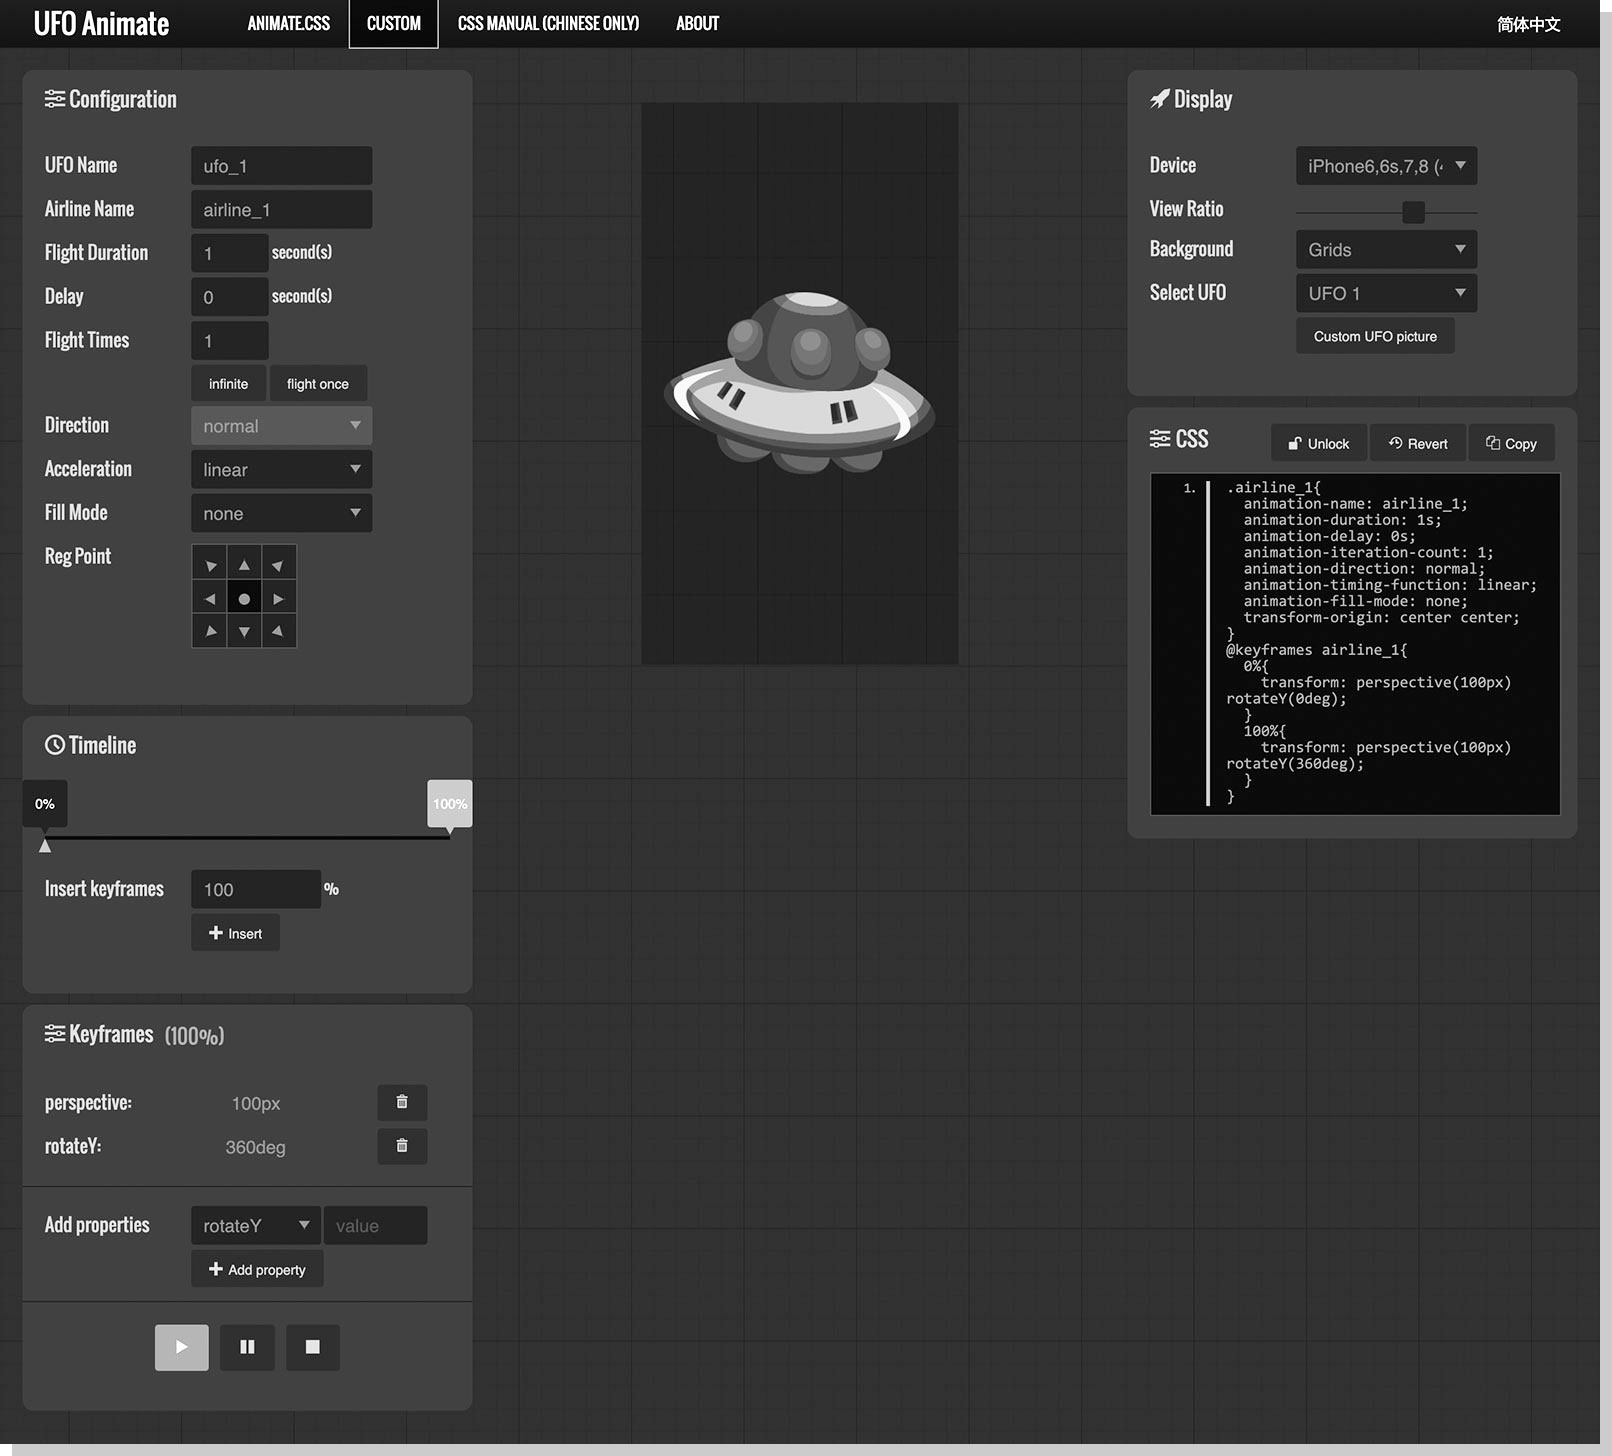 UFO Animate
ANIMATE.CSS
CUSTOM
CSS MANUAL (CHINESE ONLY)
ABOUT
简体中文
Configuration
UFO Name
ufo_1
Airline Name
airline_1
Flight Duration
1
second(s)
Delay
0
second(s)
Flight Times
1
infinite
flight once
Direction
normal
Acceleration
linear
Fill Mode
none
Reg Point
Timeline
0%
100%
Insert keyframes
100
%
Insert
Keyframes (100%)
perspective:
100px
rotateY:
360deg
Add properties
rotateY
value
Add property
Display
Device
iPhone6,6s,7,8 (
View Ratio
Background
Grids
Select UFO
UFO 1
Custom UFO picture
CSS
Unlock
Revert
Copy
1.
.airline_1{
animation-name: airline_1;
animation-duration: 1s;
animation-delay: 0s;
animation-iteration-count: 1;
animation-direction: normal;
animation-timing-function: linear;
animation-fill-mode: none;
transform-origin: center center;
}
@keyframes airline_1{
0%{
transform: perspective(100px)
rotateY(0deg);
}
100%{
transform: perspective(100px)
rotateY(360deg);
}
}